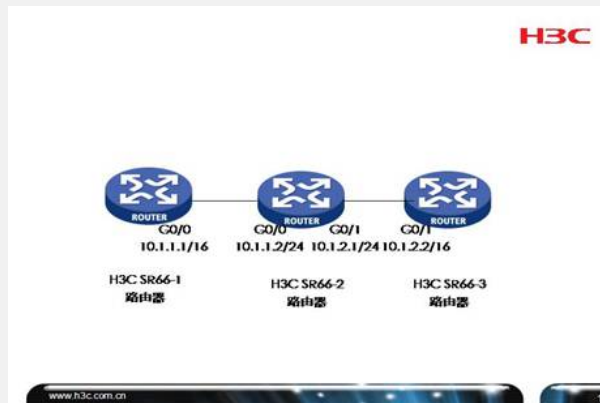 H3C
ROUTER
ROUTER
ROUTER
G0/0
G0/0
G0/1
G0/1
10.1.1.1/16
10.1.1.2/24
10.1.2.1/24
10.1.2.2/16
H3C SR66-1
路由器
H3C SR66-2
路由器
H3C SR66-3
路由器
www.h3c.com.cn